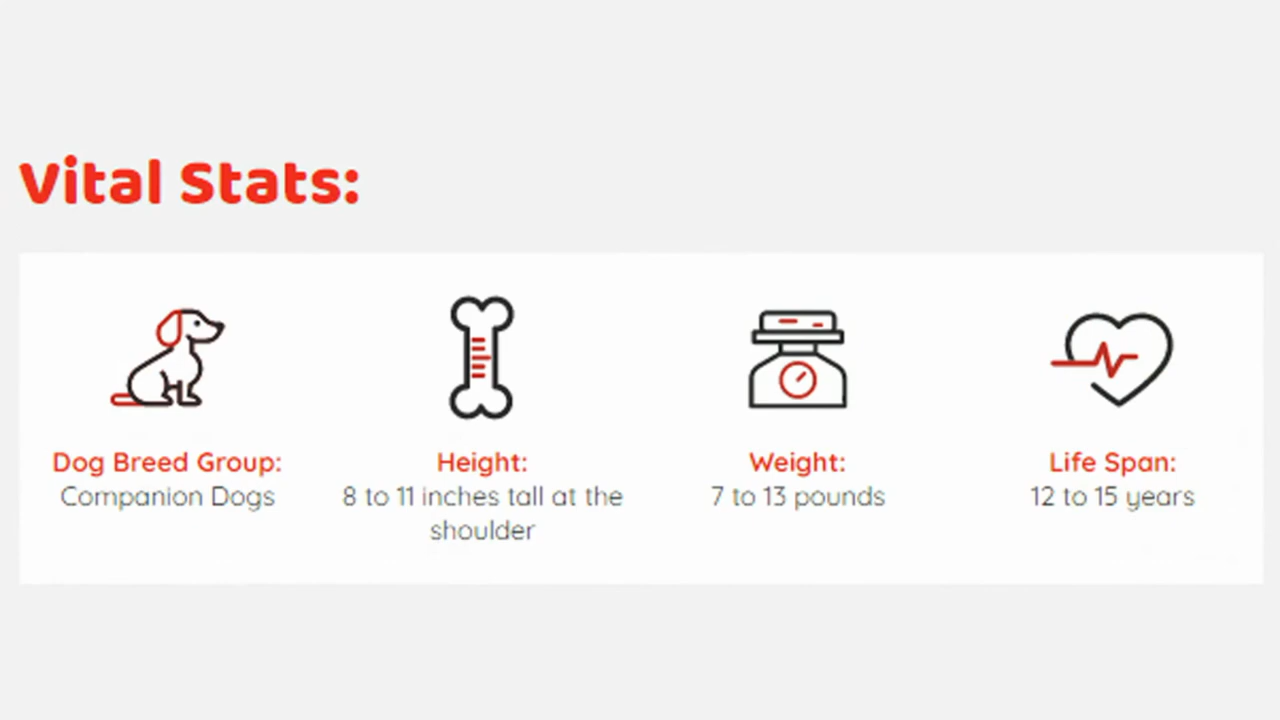 Vital Stats:
Dog Breed Group:
Companion Dogs
Height:
8 to 11 inches tall at the
shoulder
Weight:
7 to 13 pounds
Life Span:
12 to 15 years